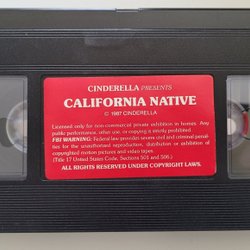 CINDERELLA PRESENTS
CALIFORNIA NATIVE
© 1987 CINDERELLA
Licensed only for non-commercial private exhibition in homes. Any
public performance, other use, or copying is strictly prohibited.
FBI WARNING: Federal law provides severe civil and criminal penal-
ties for the unauthorized reproduction, distribution or exhibition of
copyrighted motion pictures and video tapes.
(Title 17 United States Code, Sections 501 and 506.)
ALL RIGHTS RESERVED UNDER COPYRIGHT LAWS.